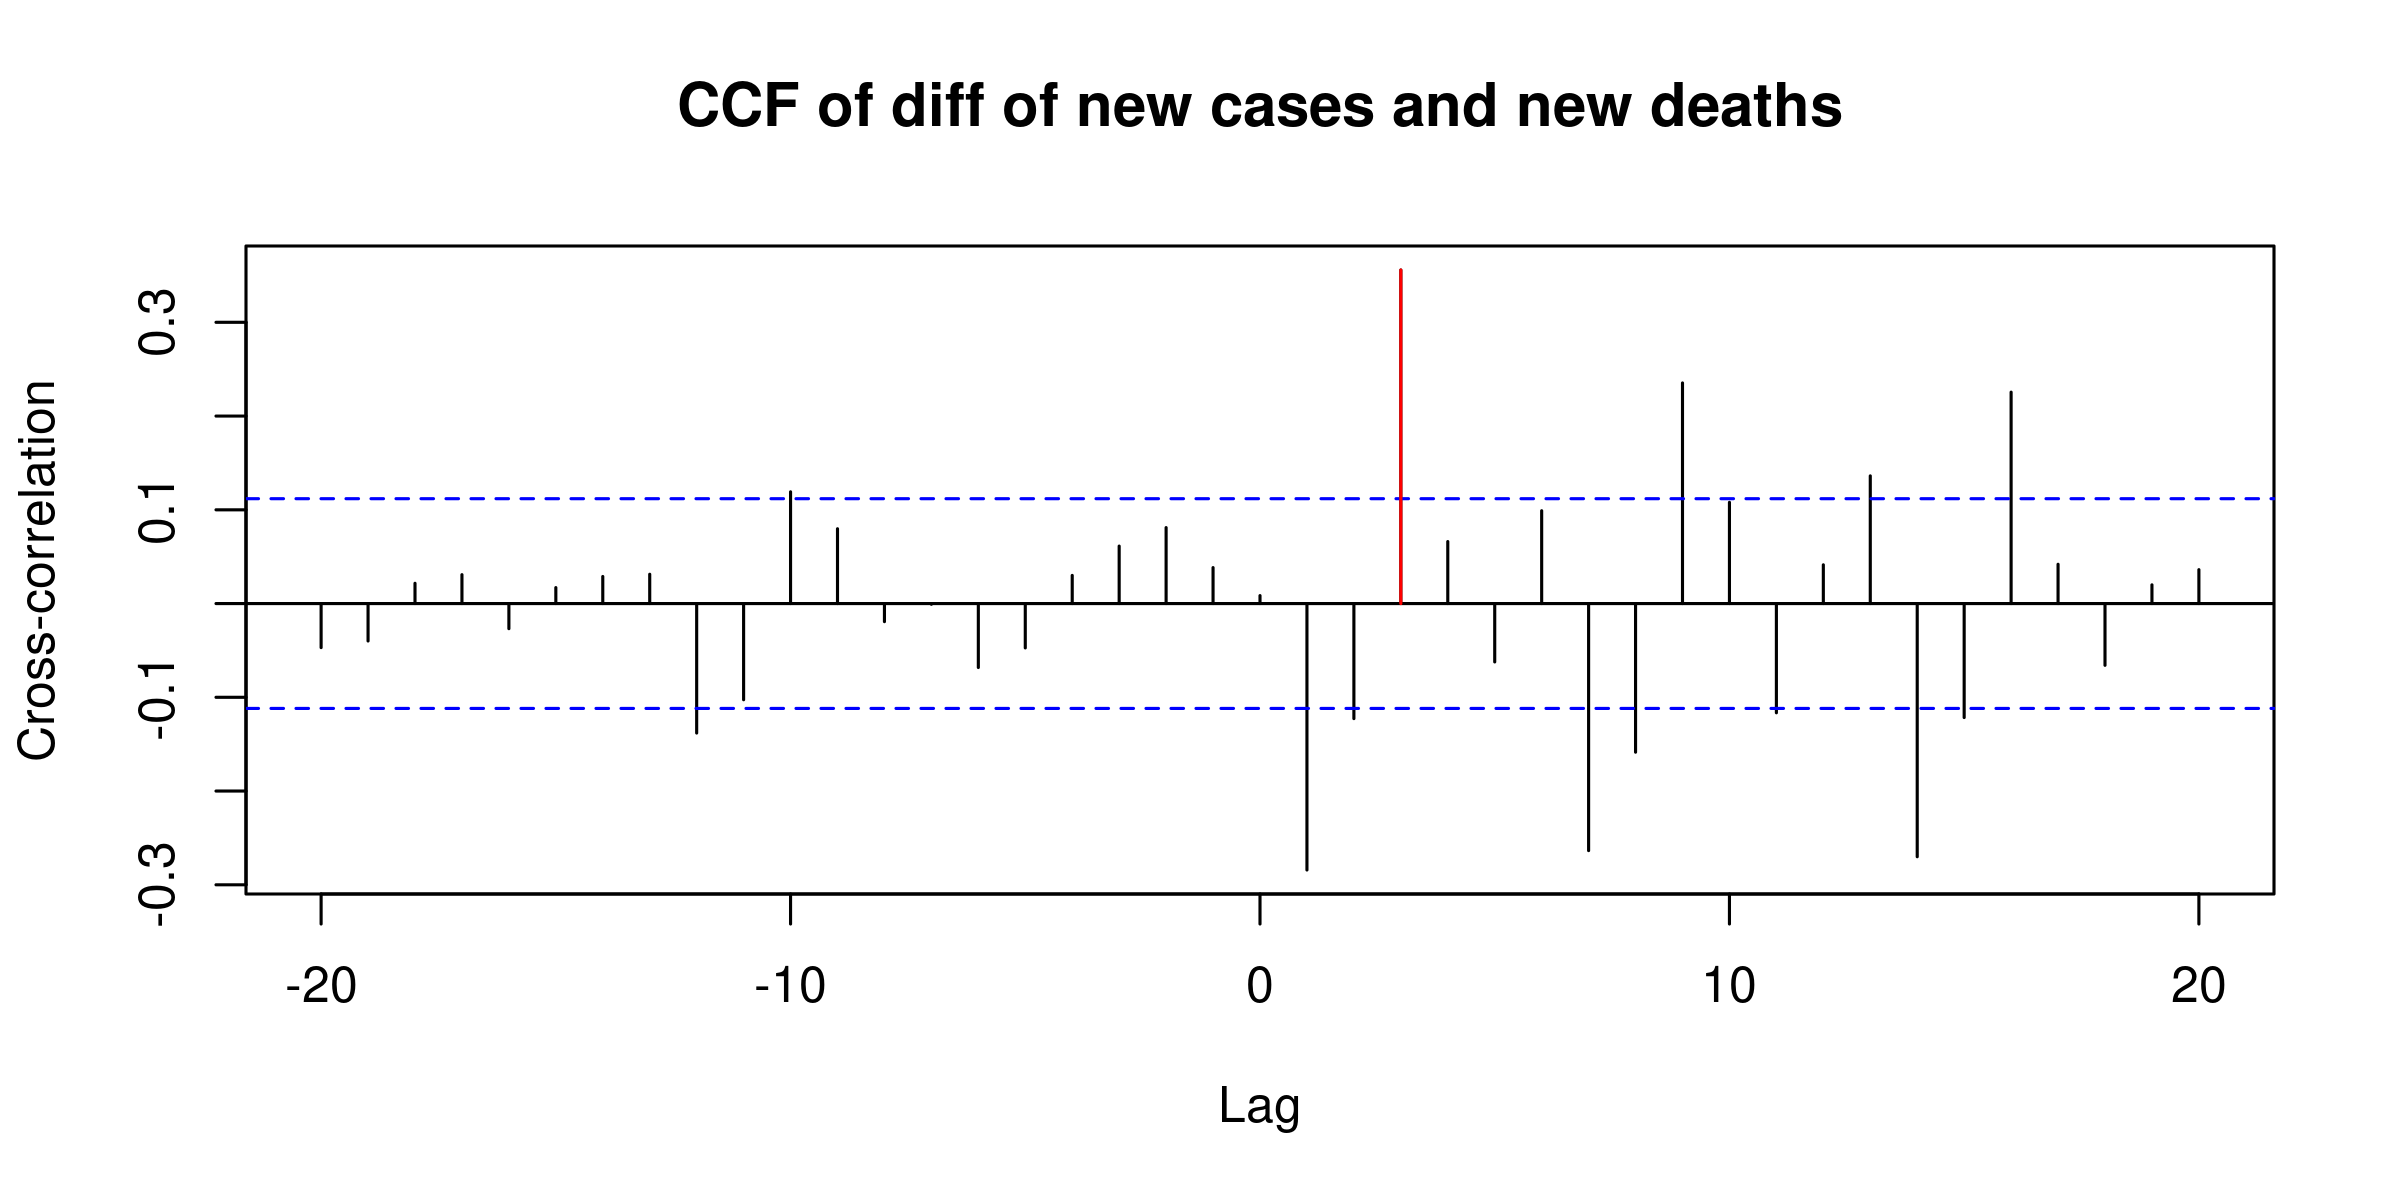 CCF of diff of new cases and new deaths
Cross-correlation
0.3
0.1
-0.1
-0.3
-20 -10 0 10 20
Lag